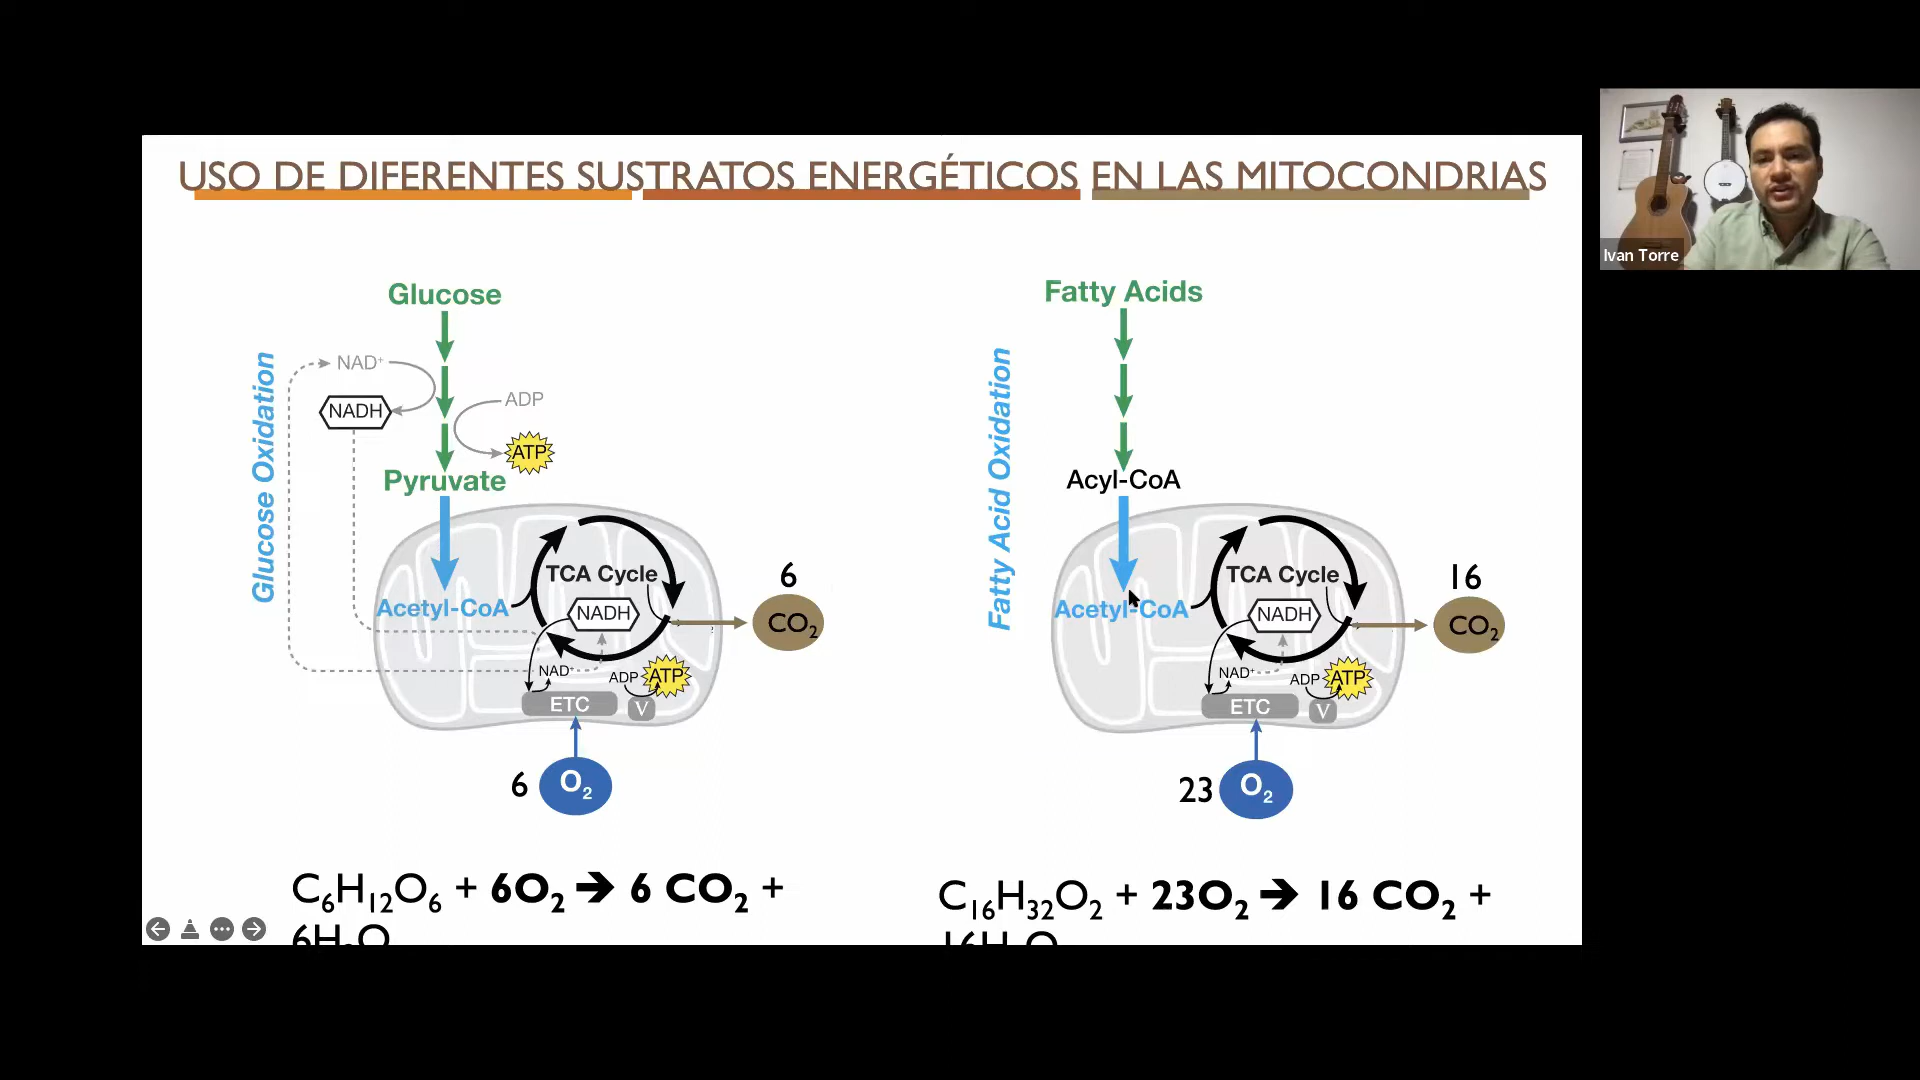 USO DE DIFERENTES SUSTRATOS ENERGÉTICOS EN LAS MITOCONDRIAS
Ivan Torre
Glucose
Glucose Oxidation
NAD⁺
NADH
ADP
ATP
Pyruvate
Acetyl-CoA
TCA Cycle
NADH
NAD⁺
ADP
ATP
ETC
V
6
CO₂
6
O₂
C₆H₁₂O₆ + 6O₂ ➔ 6 CO₂ +
6H₂O
Fatty Acids
Fatty Acid Oxidation
Acyl-CoA
Acetyl-CoA
TCA Cycle
NADH
NAD⁺
ADP
ATP
ETC
V
16
CO₂
23
O₂
C₁₆H₃₂O₂ + 23O₂ ➔ 16 CO₂ +
16H₂O